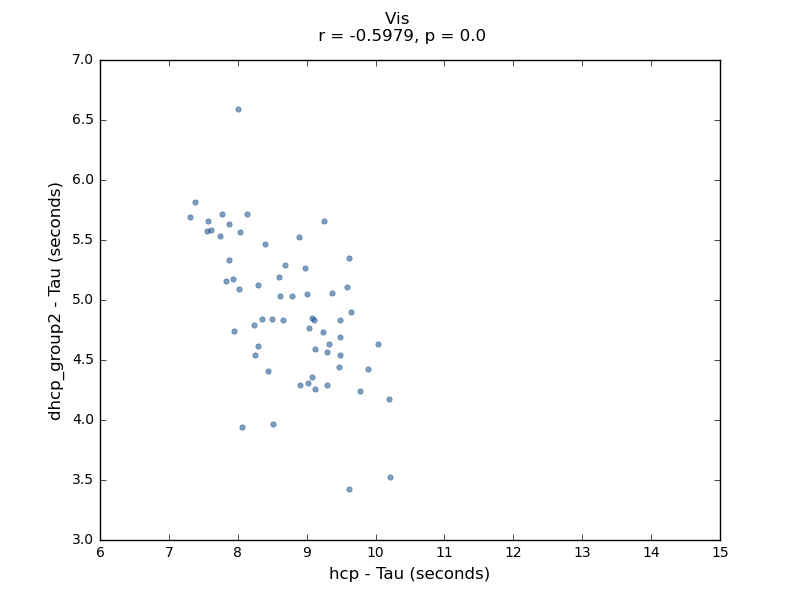 Vis
r = -0.5979, p = 0.0
7.0
6.5
6.0
5.5
5.0
4.5
4.0
3.5
3.0
dhcp_group2 - Tau (seconds)
6 7 8 9 10 11 12 13 14 15
hcp - Tau (seconds)